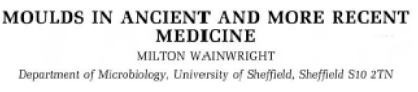 MOULDS IN ANCIENT AND MORE RECENT
MEDICINE
MILTON WAINWRIGHT
Department of Microbiology, University of Sheffield, Sheffield S10 2TN